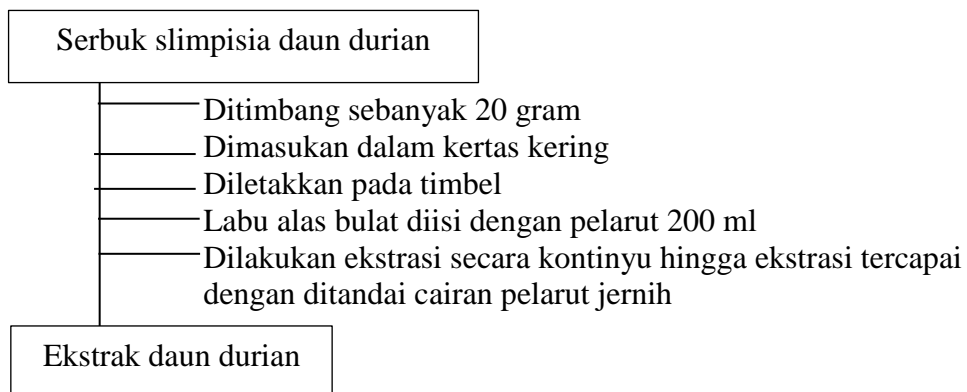 Serbuk slimpisia daun durian
Ditimbang sebanyak 20 gram
Dimasukan dalam kertas kering
Diletakkan pada timbel
Labu alas bulat diisi dengan pelarut 200 ml
Dilakukan ekstrasi secara kontinyu hingga ekstrasi tercapai
dengan ditandai cairan pelarut jernih
Ekstrak daun durian